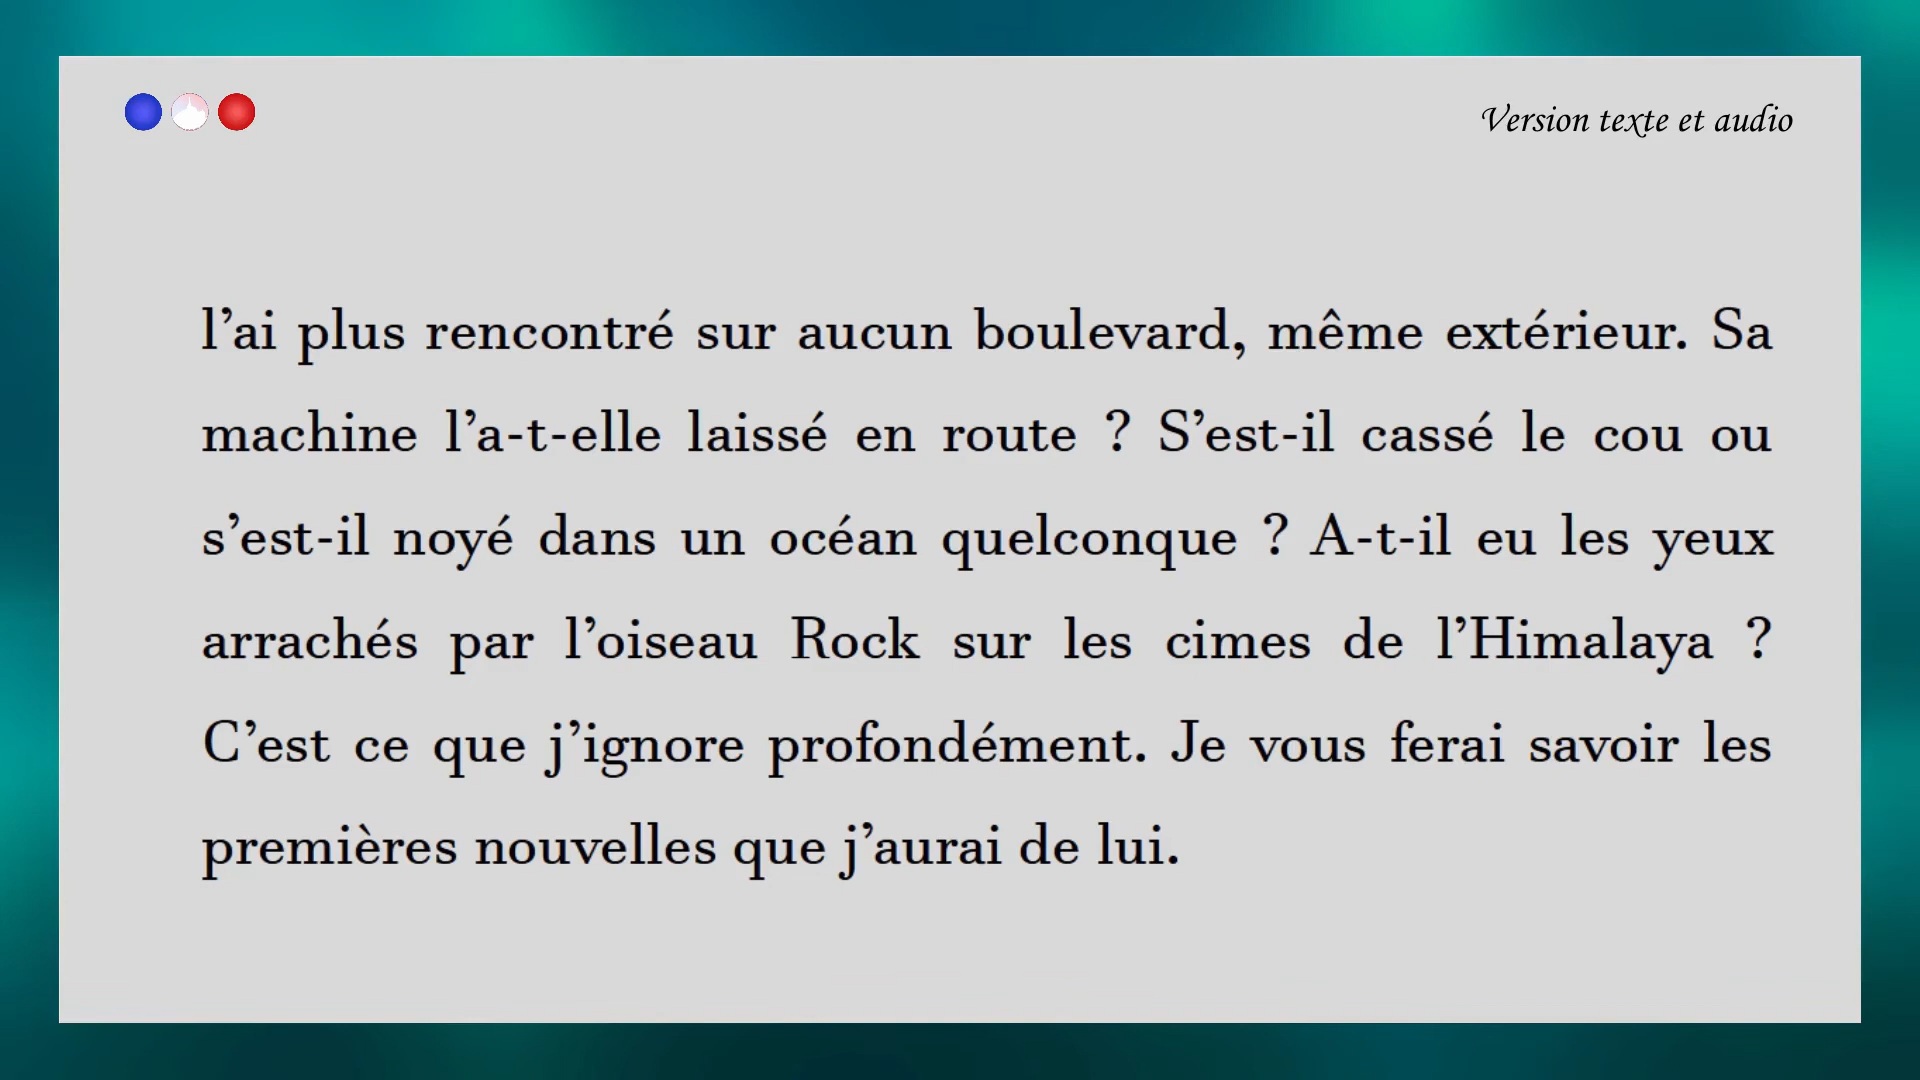 Version texte et audio
l’ai plus rencontré sur aucun boulevard, même extérieur. Sa
machine l’a-t-elle laissé en route ? S’est-il cassé le cou ou
s’est-il noyé dans un océan quelconque ? A-t-il eu les yeux
arrachés par l’oiseau Rock sur les cimes de l’Himalaya ?
C’est ce que j’ignore profondément. Je vous ferai savoir les
premières nouvelles que j’aurai de lui.